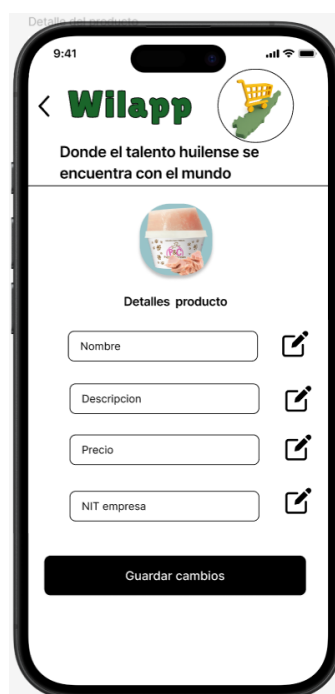 Detalle del producto
9:41
Wilapp
Donde el talento huilense se
encuentra con el mundo
Detalles producto
Nombre
Descripcion
Precio
NIT empresa
Guardar cambios